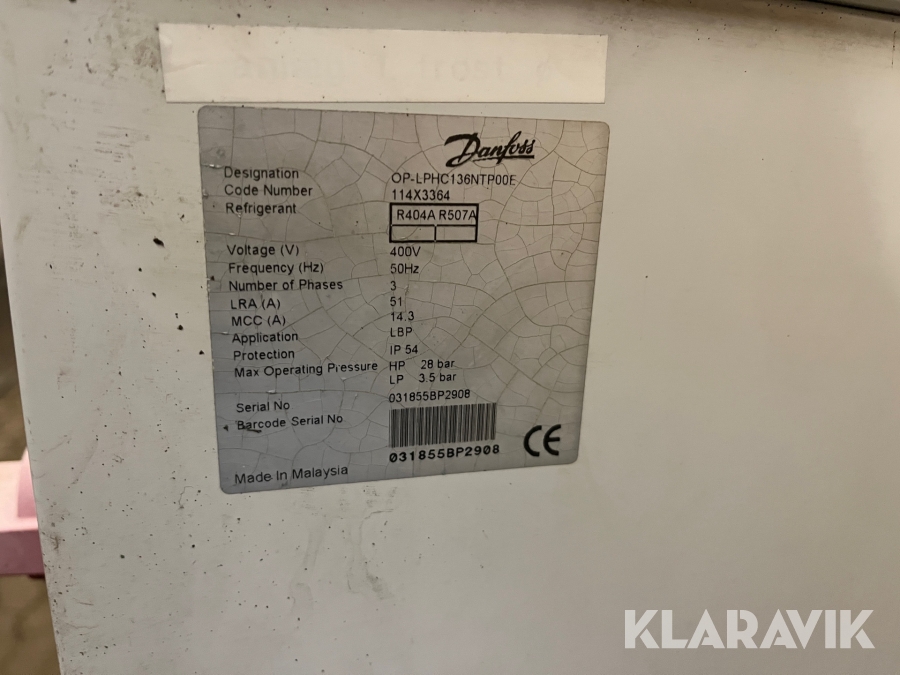 Danfoss
Designation OP-LPHC136NTP00E
Code Number 114X3364
Refrigerant R404A R507A
Voltage (V) 400V
Frequency (Hz) 50Hz
Number of Phases 3
LRA (A) 51
MCC (A) 14.3
Application LBP
Protection IP 54
Max Operating Pressure HP 28 bar
LP 3.5 bar
Serial No 031855BP2908
Barcode Serial No
031855BP2908
CE
Made In Malaysia
KLARAVIK